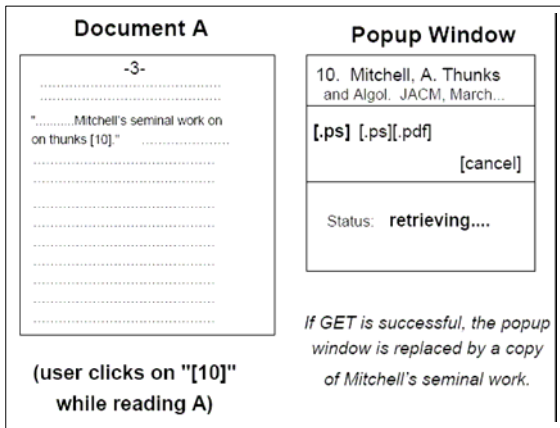 Document A
-3-
"...........Mitchell's seminal work on
on thunks [10]."
(user clicks on "[10]"
while reading A)
Popup Window
10. Mitchell, A. Thunks
and Algol. JACM, March...
[.ps] [.ps][.pdf]
[cancel]
Status: retrieving....
If GET is successful, the popup
window is replaced by a copy
of Mitchell's seminal work.